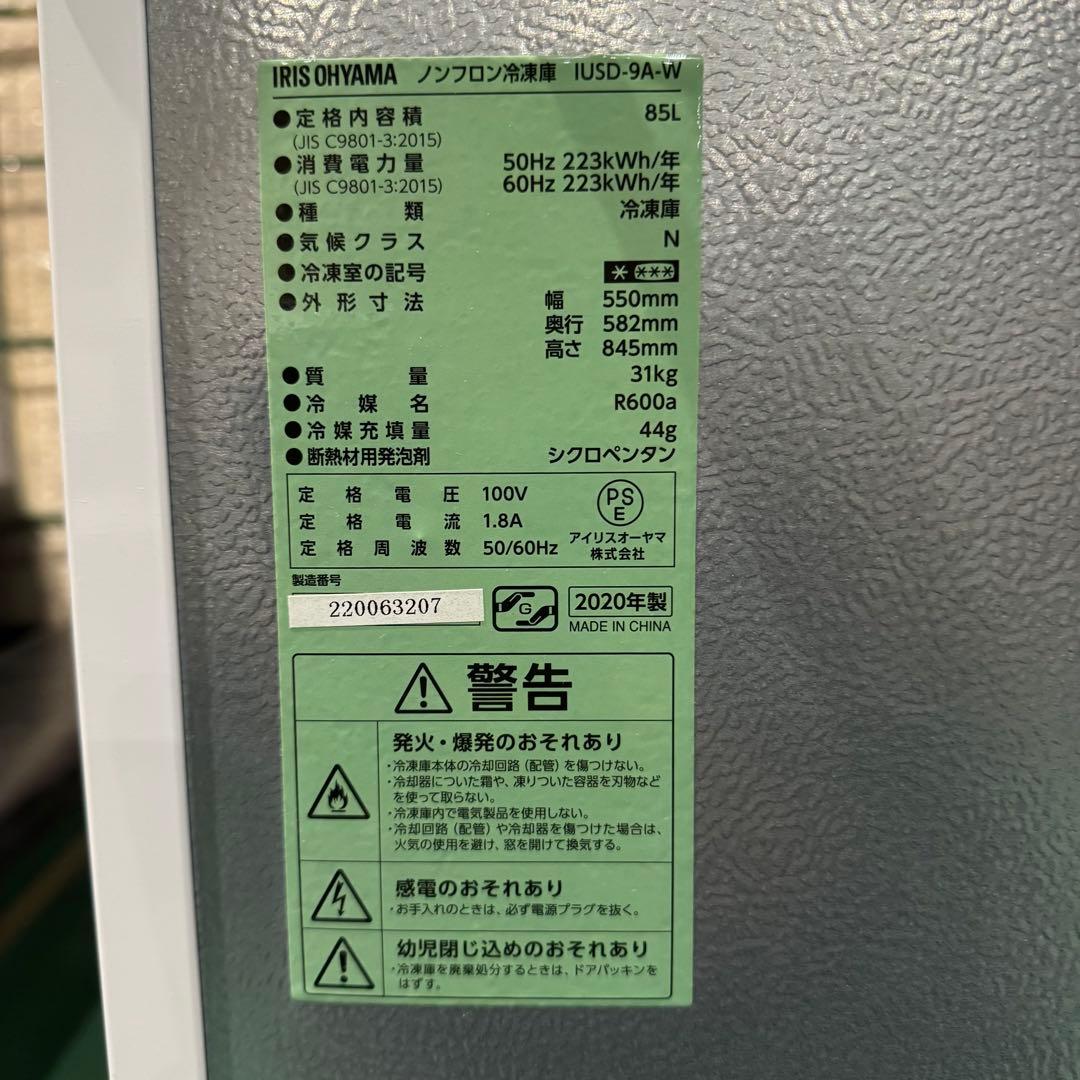 IRIS OHYAMA ノンフロン冷凍庫 IUSD-9A-W
●定格内容積 85L
(JIS C9801-3:2015)
●消費電力量 50Hz 223kWh/年
(JIS C9801-3:2015) 60Hz 223kWh/年
●種類 冷凍庫
●気候クラス N
●冷凍室の記号 * ***
●外形寸法 幅 550mm
奥行 582mm
高さ 845mm
●質量 31kg
●冷媒名 R600a
●冷媒充填量 44g
●断熱材用発泡剤 シクロペンタン
定格電圧 100V
定格電流 1.8A
定格周波数 50/60Hz
PSE
アイリスオーヤマ
株式会社
製造番号
220063207
G
2020年製
MADE IN CHINA
警告
発火・爆発のおそれあり
・冷凍庫本体の冷却回路（配管）を傷つけない。
・冷却器についた霜や、凍りついた容器を刃物など
を使って取らない。
・冷凍庫内で電気製品を使用しない。
・冷却回路（配管）や冷却器を傷つけた場合は、
火気の使用を避け、窓を開けて換気する。
感電のおそれあり
・お手入れのときは、必ず電源プラグを抜く。
幼児閉じ込めのおそれあり
・冷凍庫を廃棄処分するときは、ドアパッキンを
はずす。